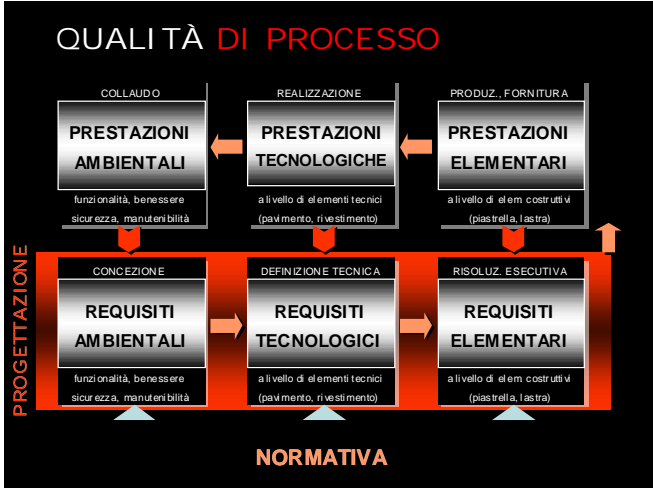 QUALITÀ DI PROCESSO
COLLAUDO
PRESTAZIONI
AMBIENTALI
funzionalità, benessere
sicurezza, manutenibilità
REALIZZAZIONE
PRESTAZIONI
TECNOLOGICHE
a livello di elementi tecnici
(pavimento, rivestimento)
PRODUZ., FORNITURA
PRESTAZIONI
ELEMENTARI
a livello di elem costruttivi
(piastrella, lastra)
PROGETTAZIONE
CONCEZIONE
REQUISITI
AMBIENTALI
funzionalità, benessere
sicurezza, manutenibilità
DEFINIZIONE TECNICA
REQUISITI
TECNOLOGICI
a livello di elementi tecnici
(pavimento, rivestimento)
RISOLUZ. ESECUTIVA
REQUISITI
ELEMENTARI
a livello di elem costruttivi
(piastrella, lastra)
NORMATIVA